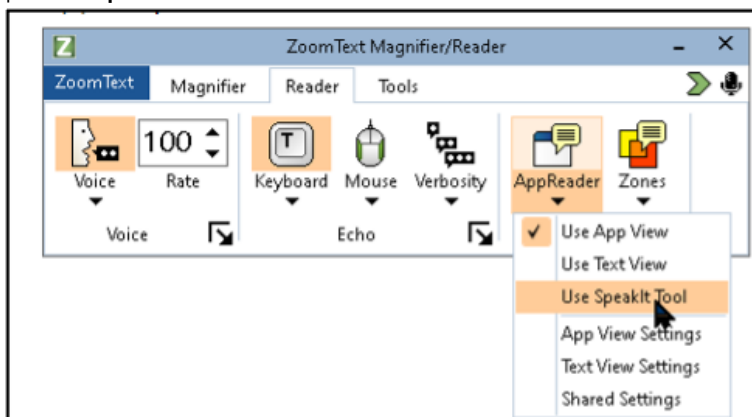 Z ZoomText Magnifier/Reader
ZoomText Magnifier Reader Tools
100
T
Voice Rate Keyboard Mouse Verbosity AppReader Zones
Voice Echo
Use App View
Use Text View
Use SpeakIt Tool
App View Settings
Text View Settings
Shared Settings